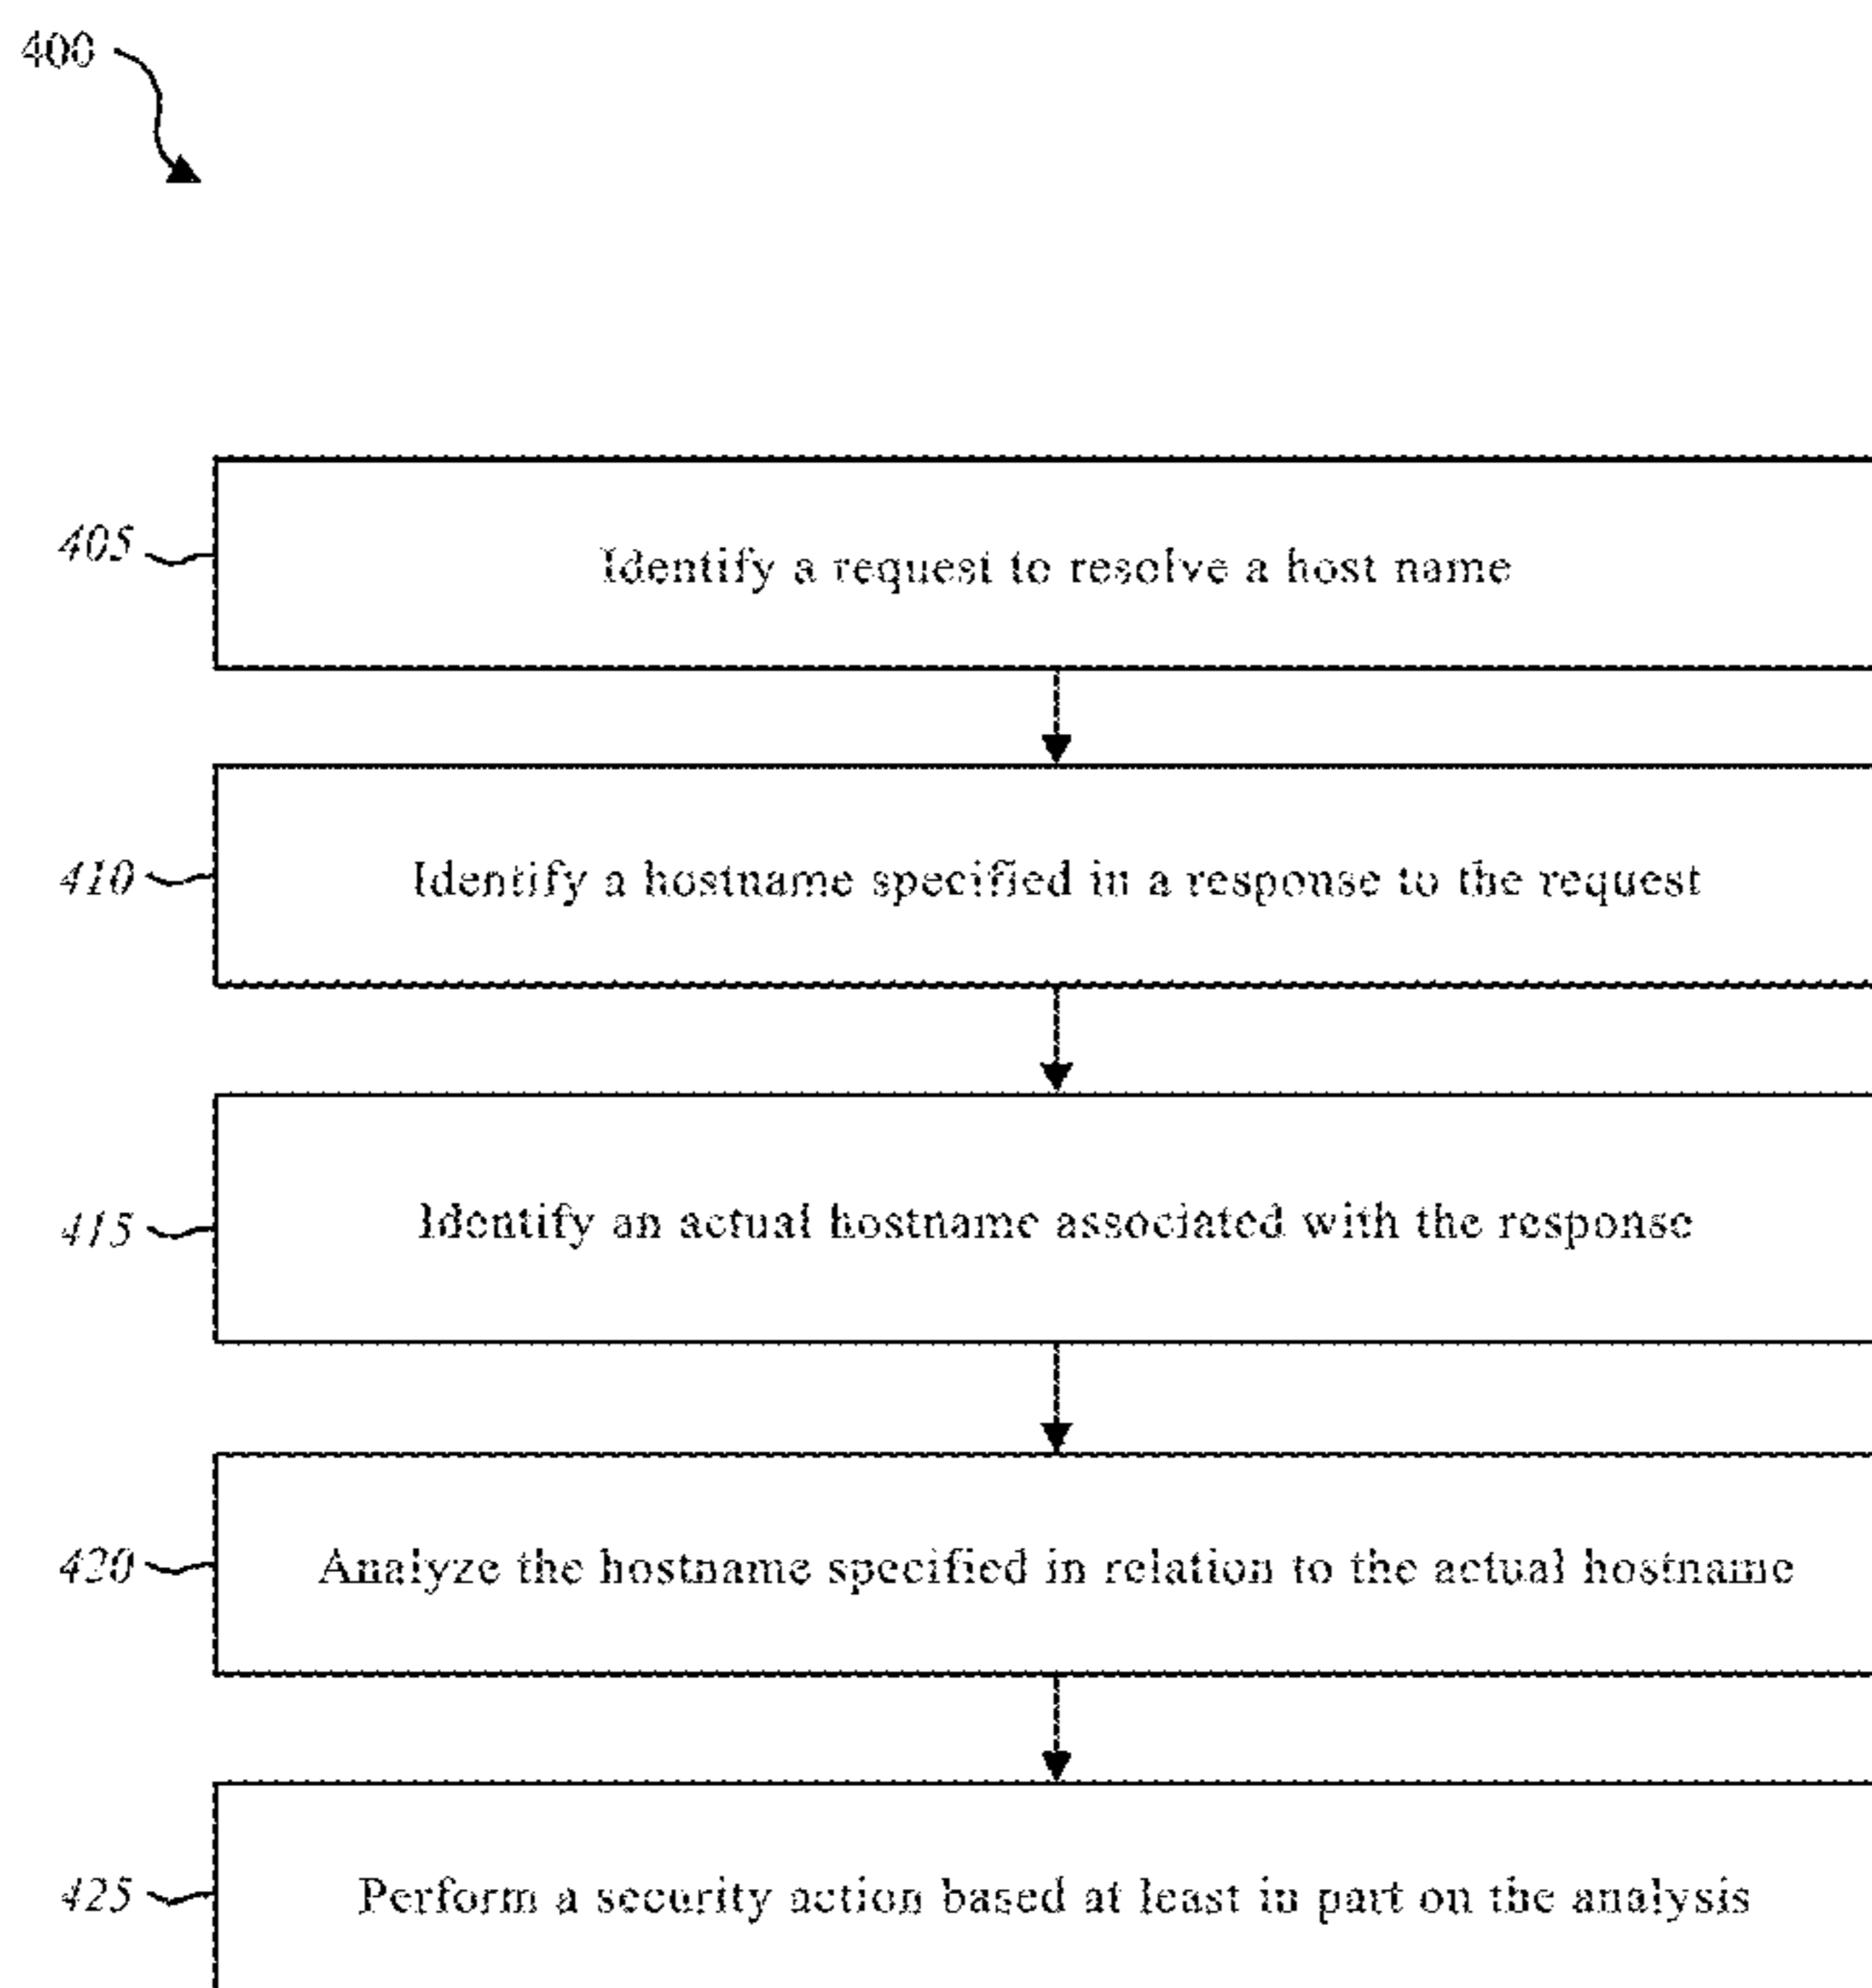 400
405
Identify a request to resolve a host name
410
Identify a hostname specified in a response to the request
415
Identify an actual hostname associated with the response
420
Analyze the hostname specified in relation to the actual hostname
425
Perform a security action based at least in part on the analysis